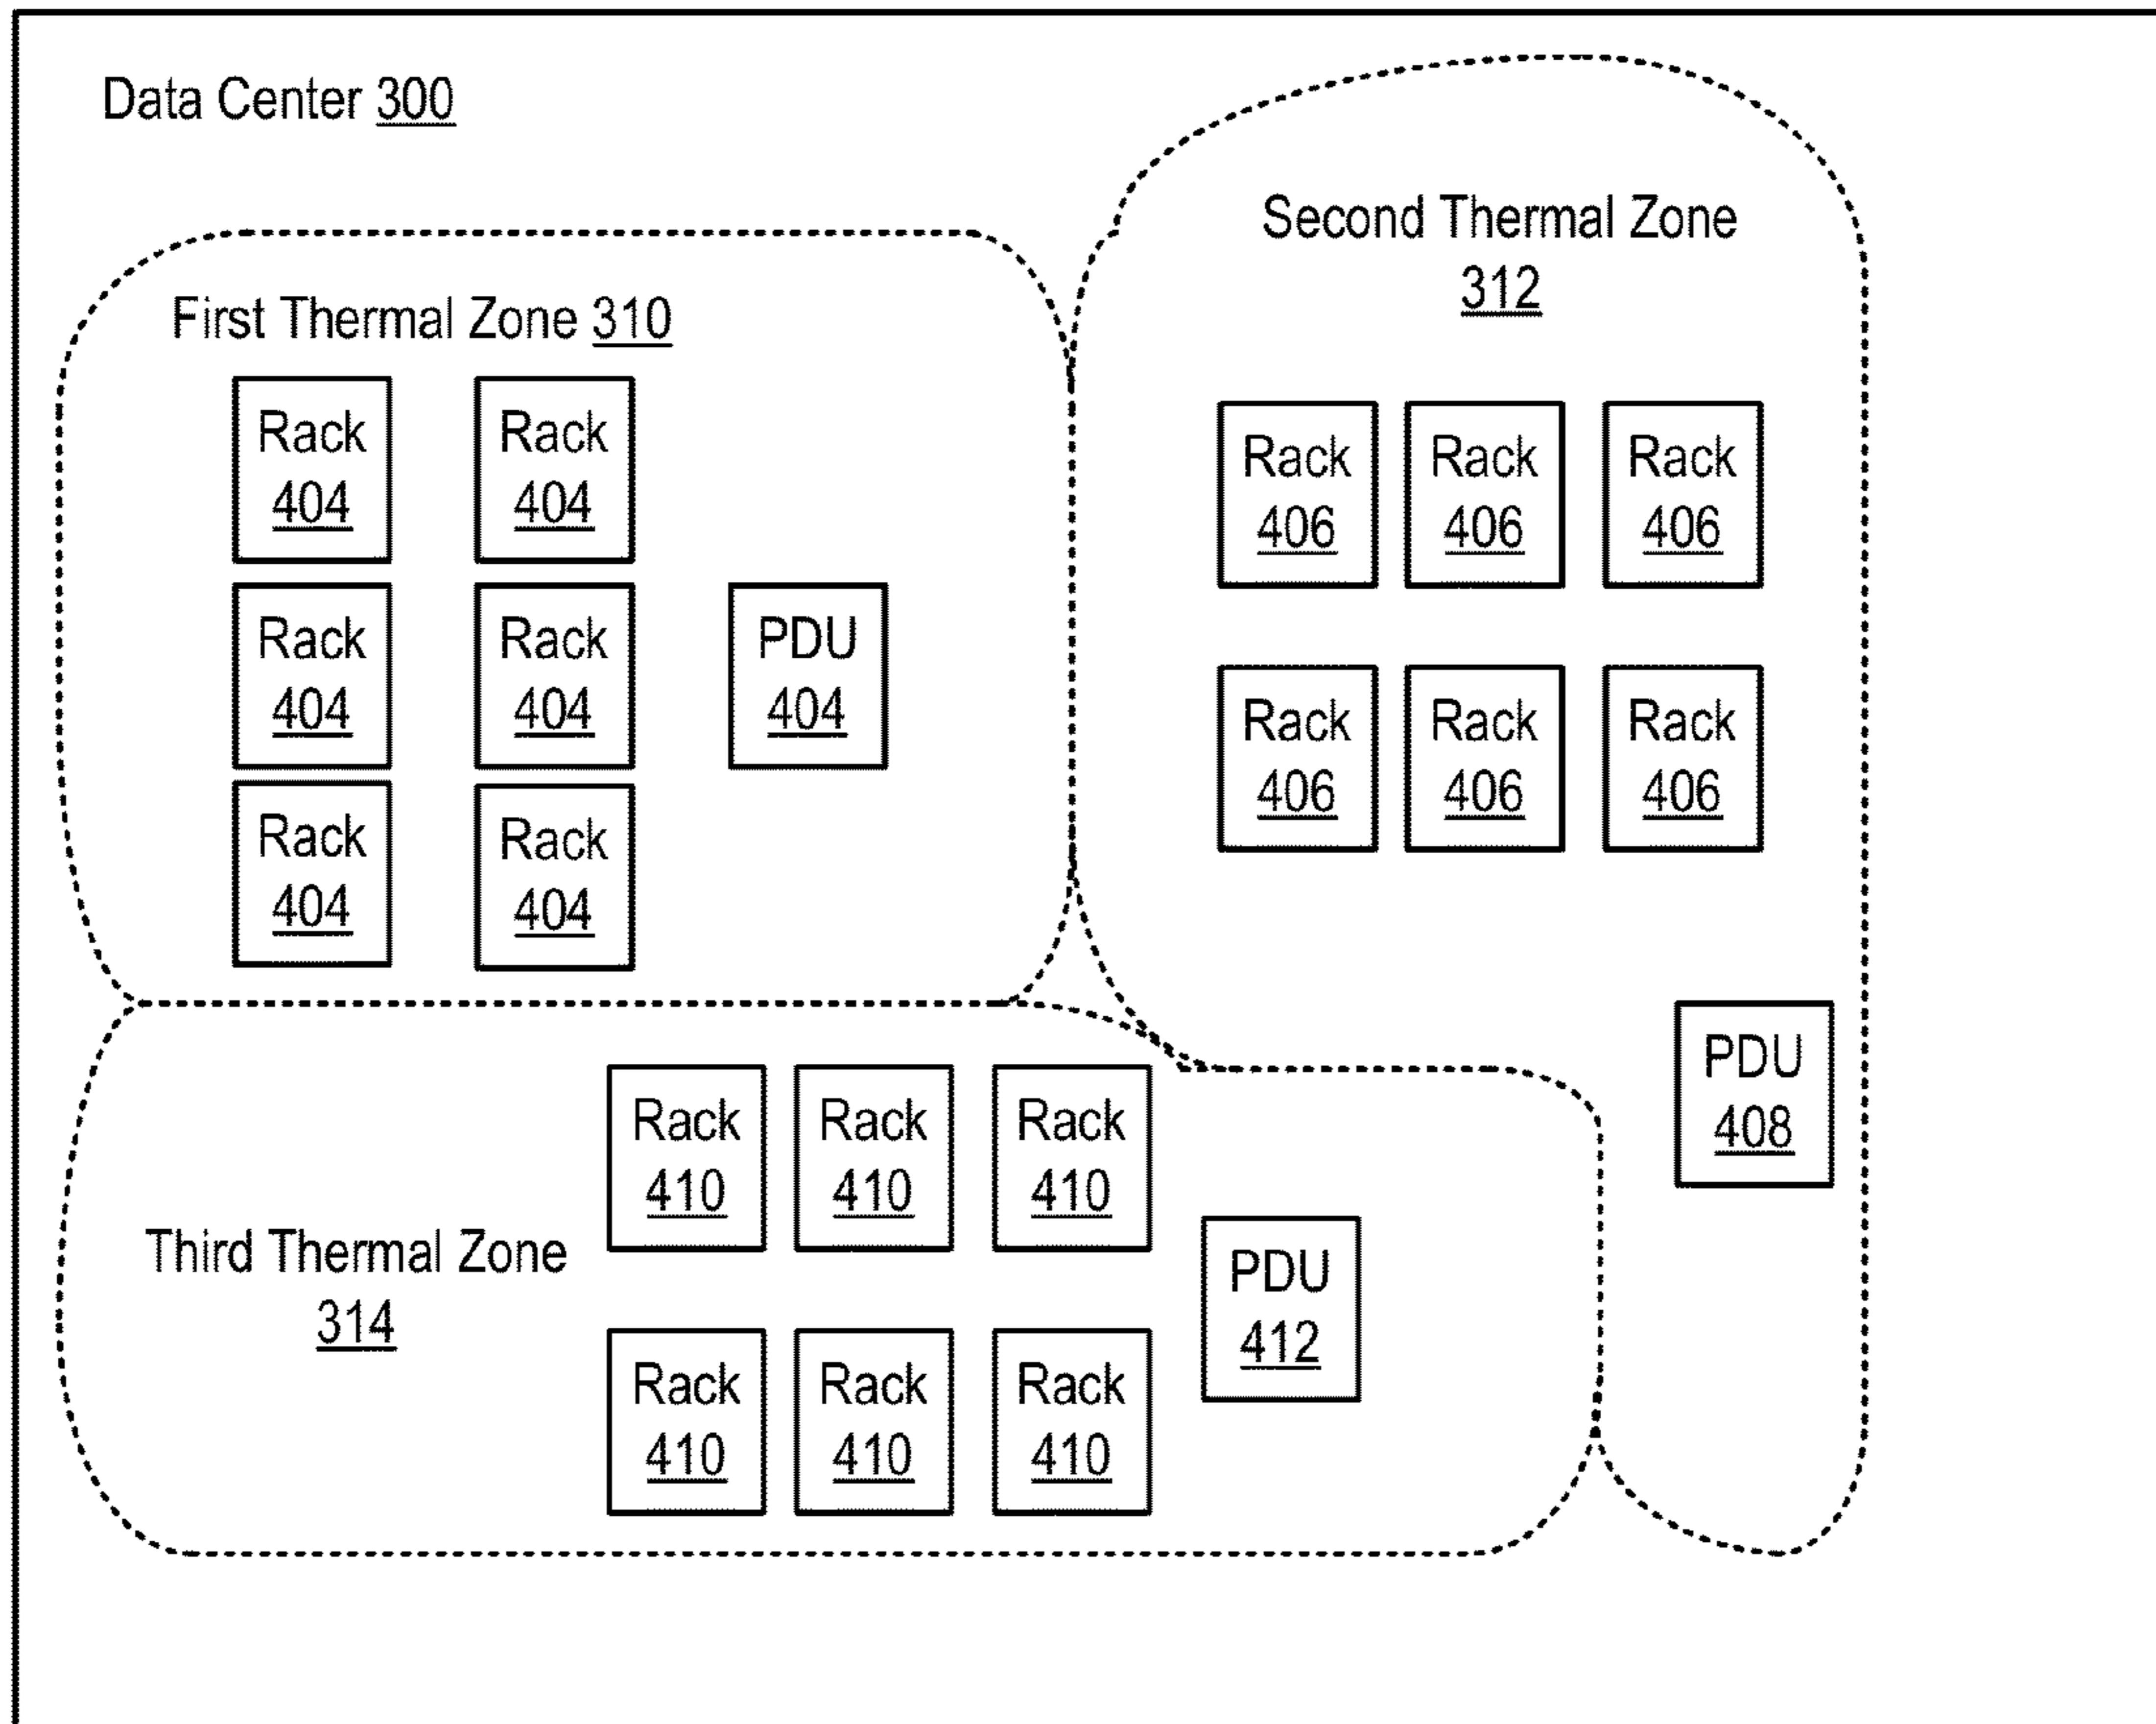 Data Center 300
First Thermal Zone 310
Rack
404
Rack
404
Rack
404
Rack
404
PDU
404
Rack
404
Rack
404
Second Thermal Zone
312
Rack
406
Rack
406
Rack
406
Rack
406
Rack
406
Rack
406
PDU
408
Third Thermal Zone
314
Rack
410
Rack
410
Rack
410
Rack
410
Rack
410
Rack
410
PDU
412